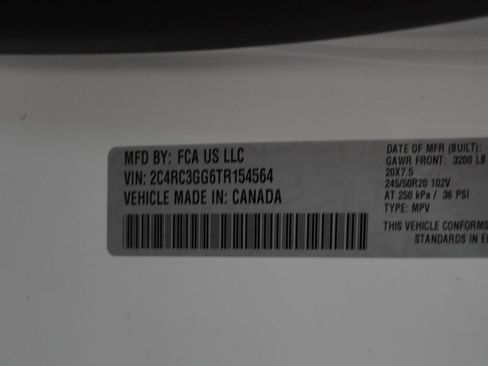 MFD BY: FCA US LLC
VIN: 2C4RC3GG6TR154564
VEHICLE MADE IN: CANADA
DATE OF MFR (BUILT):
GAWR FRONT: 3200 LB
20X7.5
245/50R20 102V
AT 250 kPa / 36 PSI
TYPE: MPV
THIS VEHICLE CONFORMS
STANDARDS IN